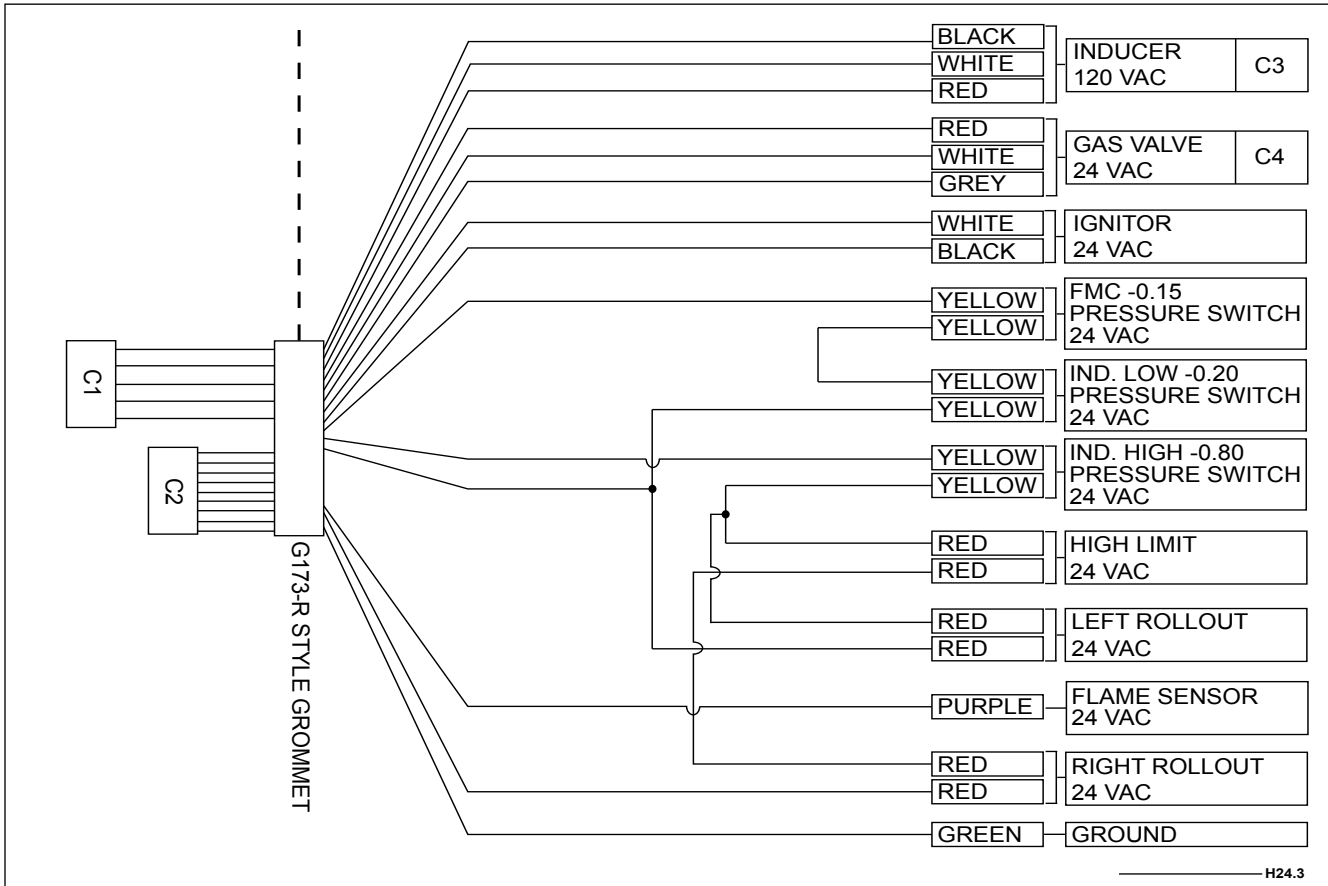 BLACK
WHITE
RED
INDUCER
120 VAC
C3
RED
WHITE
GREY
GAS VALVE
24 VAC
C4
WHITE
BLACK
IGNITOR
24 VAC
YELLOW
YELLOW
FMC -0.15
PRESSURE SWITCH
24 VAC
YELLOW
YELLOW
IND. LOW -0.20
PRESSURE SWITCH
24 VAC
YELLOW
YELLOW
IND. HIGH -0.80
PRESSURE SWITCH
24 VAC
RED
RED
HIGH LIMIT
24 VAC
RED
RED
LEFT ROLLOUT
24 VAC
PURPLE
FLAME SENSOR
24 VAC
RED
RED
RIGHT ROLLOUT
24 VAC
GREEN
GROUND
C1
C2
G173-R STYLE GROMMET
H24.3